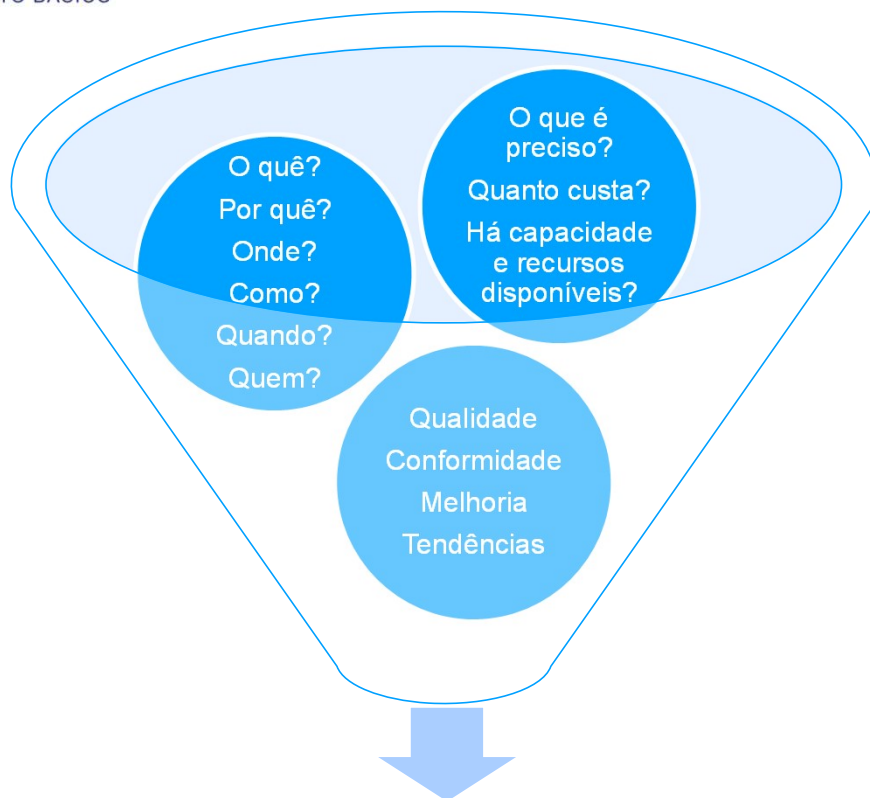 O quê?
Por quê?
Onde?
Como?
Quando?
Quem?
O que é
preciso?
Quanto custa?
Há capacidade
e recursos
disponíveis?
Qualidade
Conformidade
Melhoria
Tendências